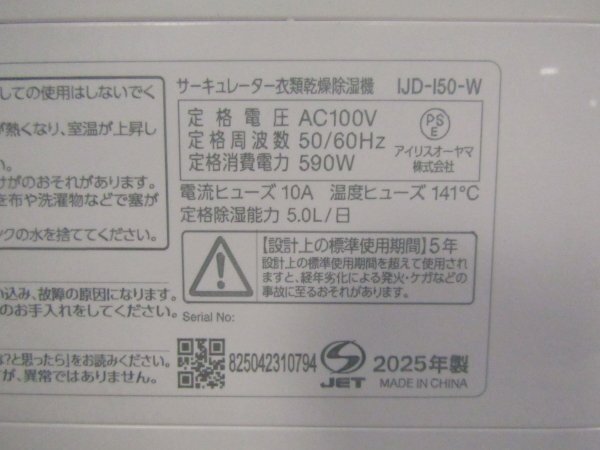 しての使用はしないでく
が熱くなり、室温が上昇し
があります。
けがのおそれがあります。
を布や洗濯物などで塞が
ンクの水を捨ててください。
い込み、故障の原因になります。
のお手入れをしてください。
な?と思ったら」をお読みください。
が、異常ではありません。
サーキュレーター衣類乾燥除湿機 IJD-I50-W
定格電圧 AC100V
定格周波数 50/60Hz
定格消費電力 590W
PSE
アイリスオーヤマ
株式会社
電流ヒューズ 10A 温度ヒューズ 141℃
定格除湿能力 5.0L/日
【設計上の標準使用期間】5年
設計上の標準使用期間を超えて使用されますと、経年劣化による発火・ケガなどの
事故に至るおそれがあります。
Serial No:
825042310794
JET
2025年製
MADE IN CHINA